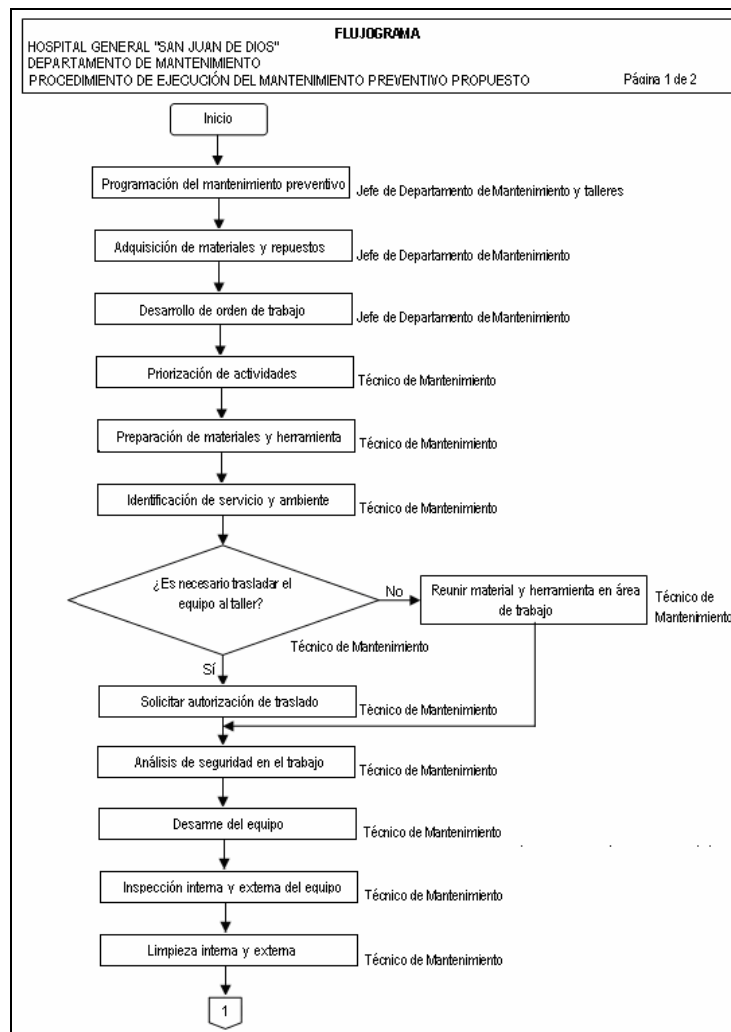 FLUJOGRAMA
HOSPITAL GENERAL "SAN JUAN DE DIOS"
DEPARTAMENTO DE MANTENIMIENTO
PROCEDIMIENTO DE EJECUCIÓN DEL MANTENIMIENTO PREVENTIVO PROPUESTO
Página 1 de 2
Inicio
Programación del mantenimiento preventivo
Jefe de Departamento de Mantenimiento y talleres
Adquisición de materiales y repuestos
Jefe de Departamento de Mantenimiento
Desarrollo de orden de trabajo
Jefe de Departamento de Mantenimiento
Priorización de actividades
Técnico de Mantenimiento
Preparación de materiales y herramienta
Técnico de Mantenimiento
Identificación de servicio y ambiente
Técnico de Mantenimiento
¿Es necesario trasladar el
equipo al taller?
Técnico de Mantenimiento
No
Reunir material y herramienta en área
de trabajo
Técnico de
Mantenimiento
Sí
Solicitar autorización de traslado
Técnico de Mantenimiento
Análisis de seguridad en el trabajo
Técnico de Mantenimiento
Desarme del equipo
Técnico de Mantenimiento
Inspección interna y externa del equipo
Técnico de Mantenimiento
Limpieza interna y externa
Técnico de Mantenimiento
1